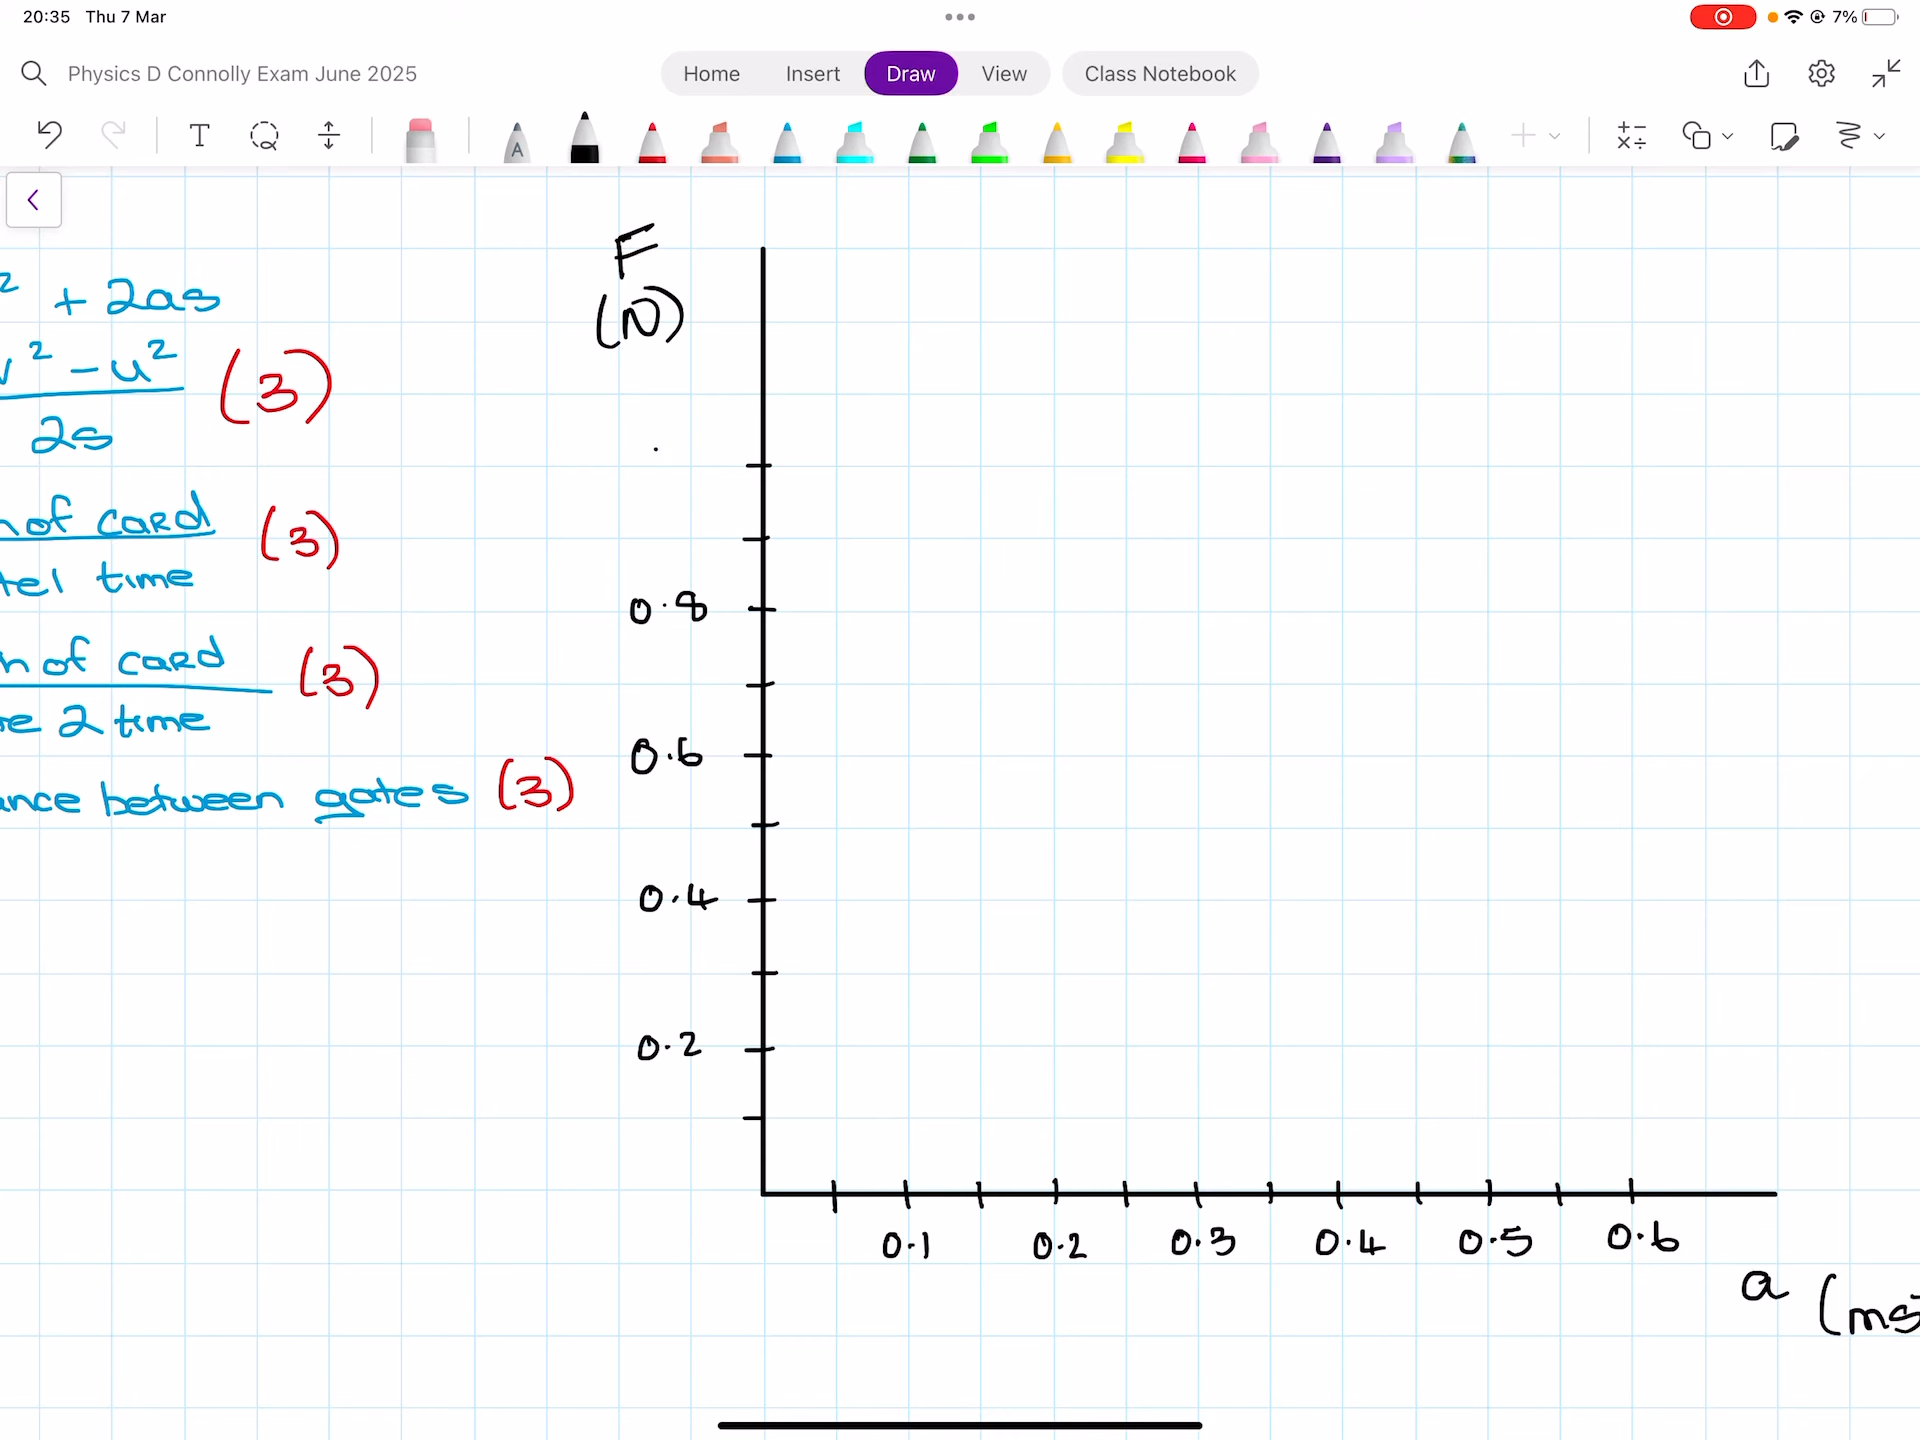 20:35 Thu 7 Mar
7%
Physics D Connolly Exam June 2025
Home Insert Draw View Class Notebook
T
A
² + 2as
v² - u² (3)
2s
of card (3)
time
of card (3)
2 time
between gates (3)
F
(N)
0.8
0.6
0.4
0.2
0.1 0.2 0.3 0.4 0.5 0.6
a (ms